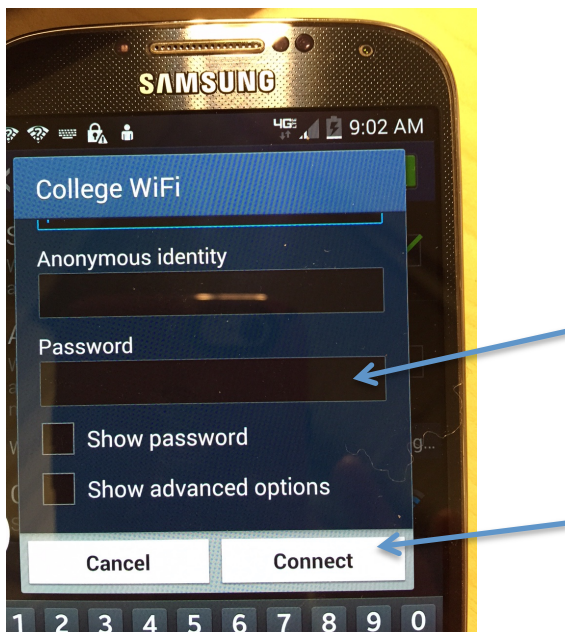 SAMSUNG
4G 9:02 AM
College WiFi
Anonymous identity
Password
Show password
g...
Show advanced options
Cancel Connect
1 2 3 4 5 6 7 8 9 0